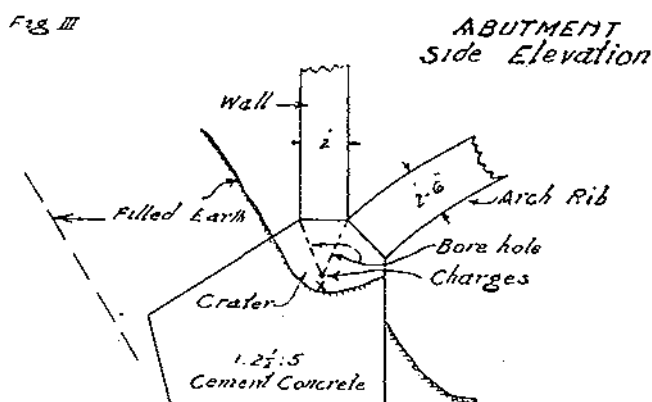 Fig III
ABUTMENT
Side Elevation
Wall
2'
2'-6"
Arch Rib
Filled Earth
Bore hole
Charges
Crater
X
1:2½:5
Cement Concrete